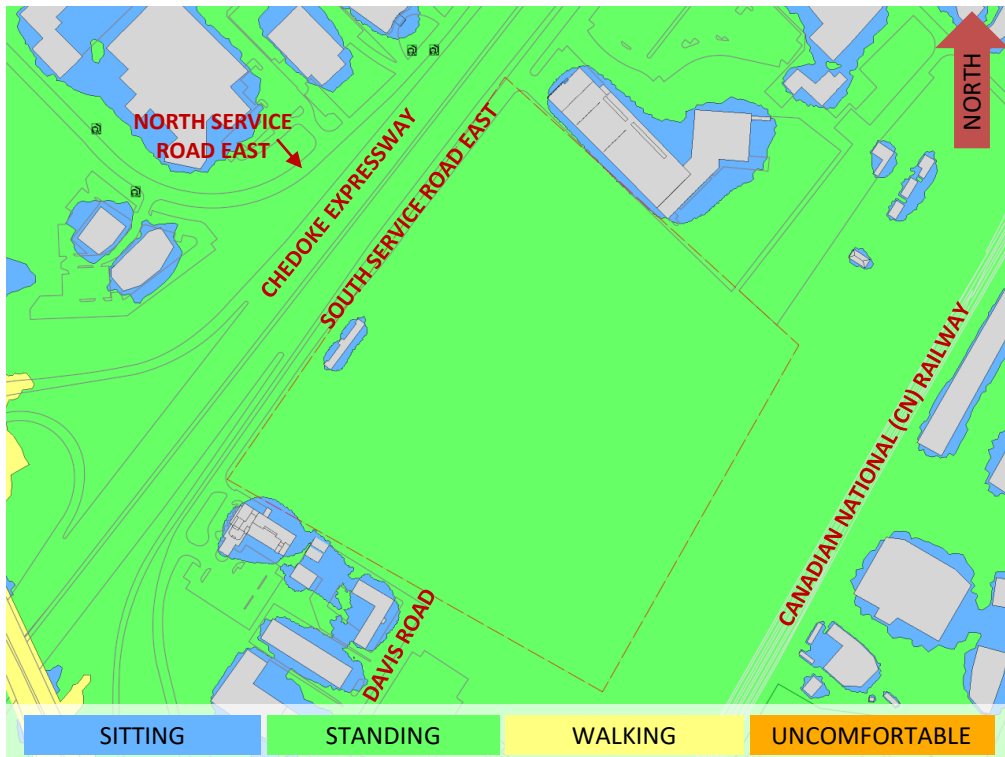 NORTH
NORTH SERVICE
ROAD EAST
CHEDOKE EXPRESSWAY
SOUTH SERVICE ROAD EAST
CANADIAN NATIONAL (CN) RAILWAY
DAVIS ROAD
SITTING
STANDING
WALKING
UNCOMFORTABLE